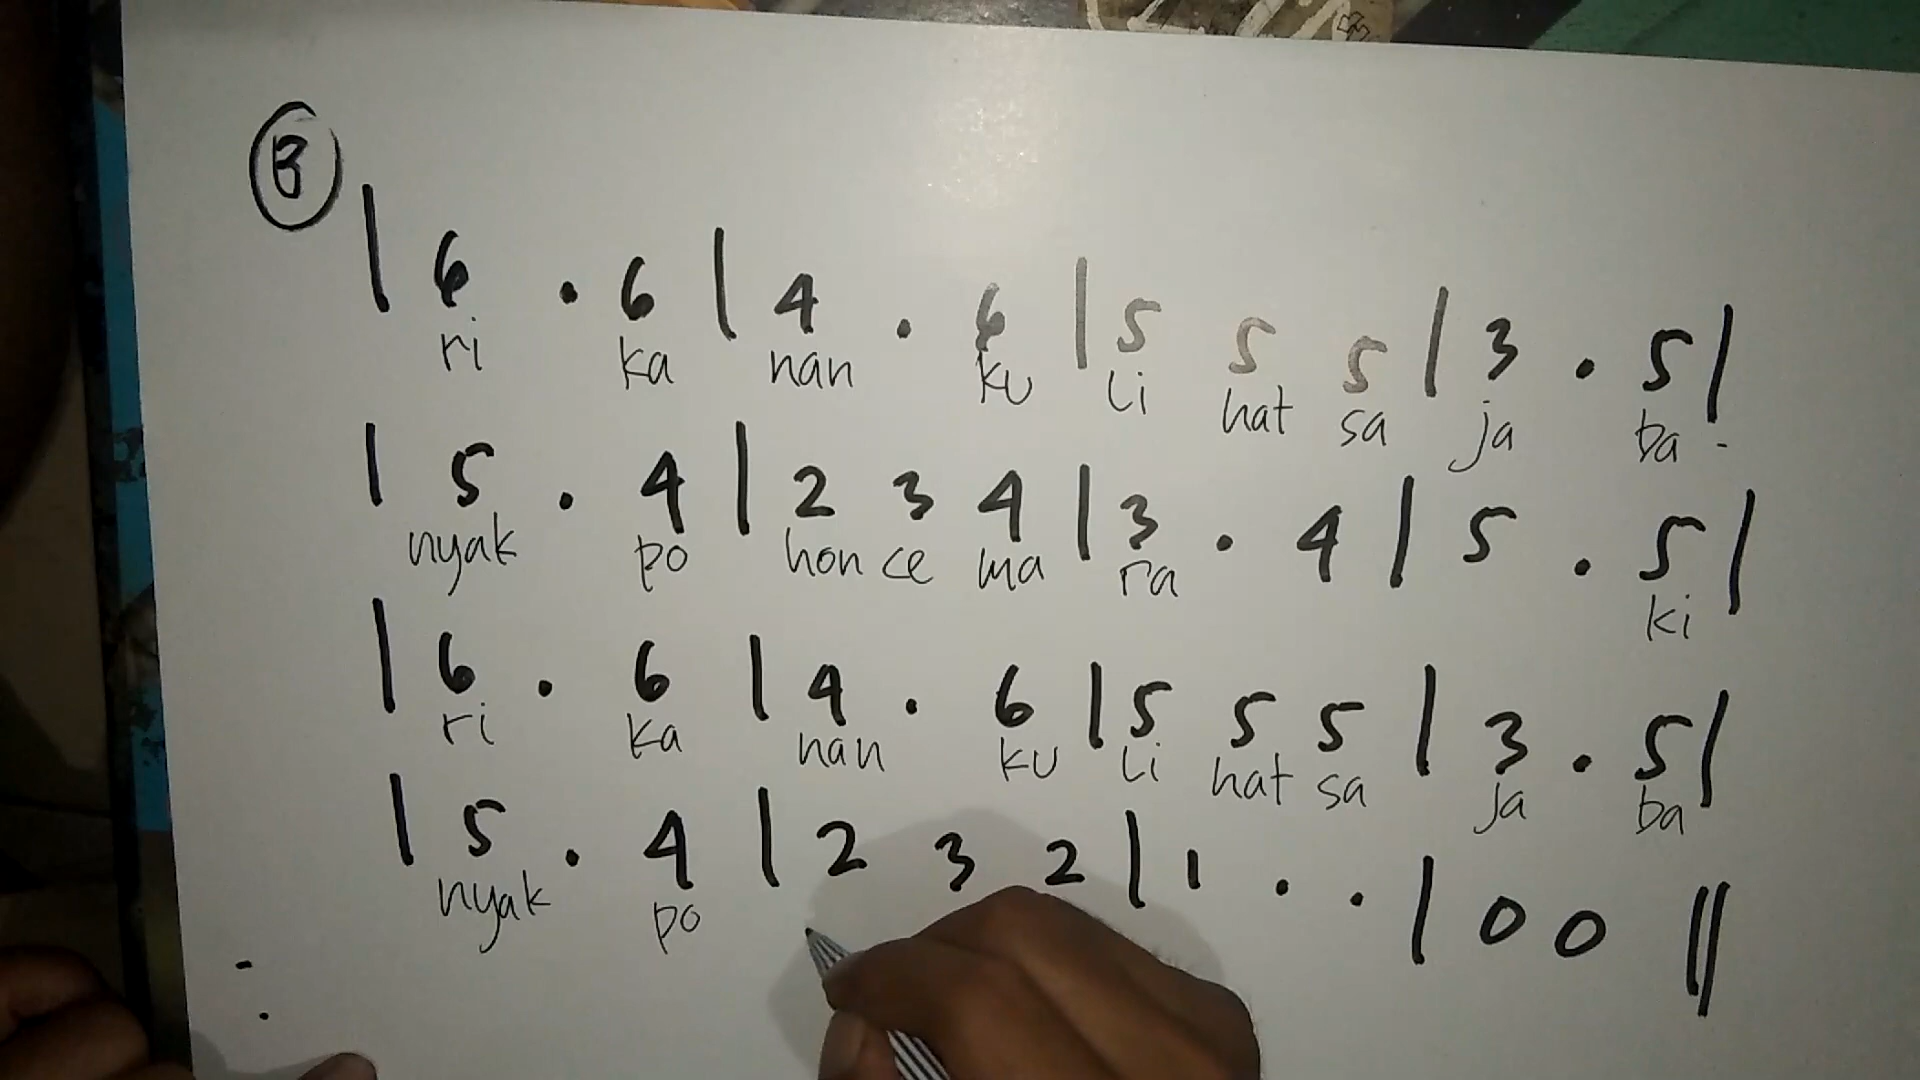 B
| 6 . 6 | 4 . 6 | 5 5 5 | 3 . 5 |
ri ka nan ku li hat sa ja ba -
| 5 . 4 | 2 3 4 | 3 . 4 | 5 . 5 |
nyak po hon ce ma ra ki
| 6 . 6 | 4 . 6 | 5 5 5 | 3 . 5 |
ri ka nan ku li hat sa ja ba
| 5 . 4 | 2 3 2 | 1 . . | 0 0 ||
nyak po